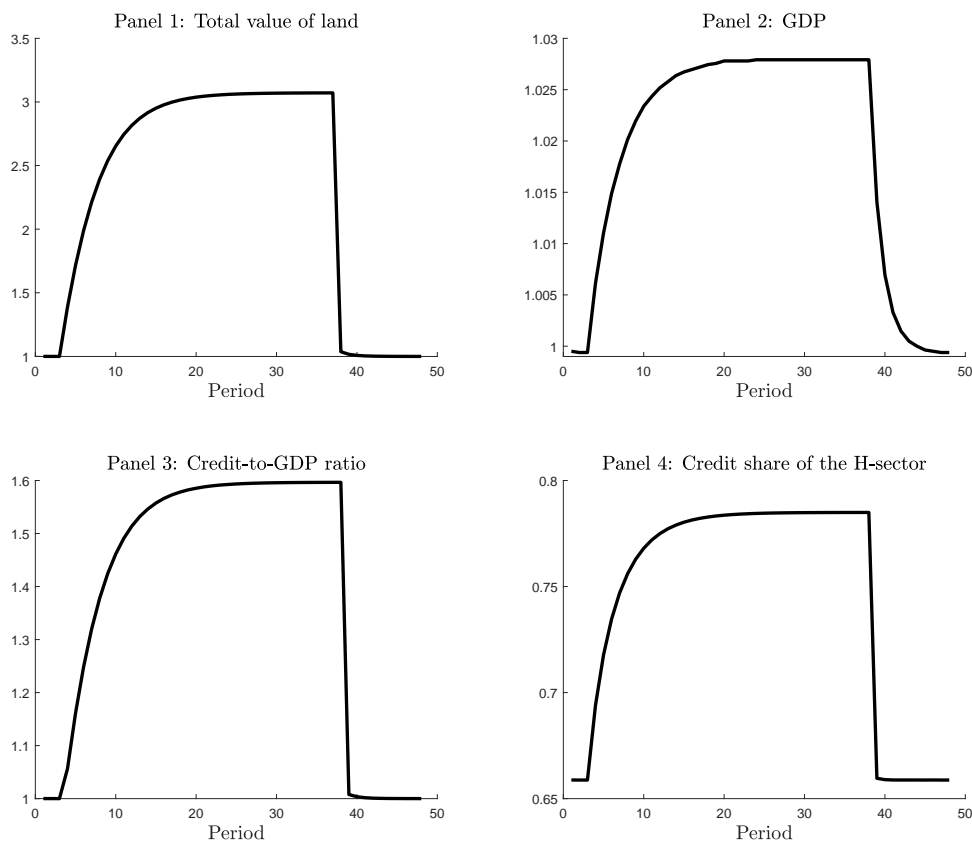 Panel 1: Total value of land
3.5
3
2.5
2
1.5
1
0 10 20 30 40 50
Period
Panel 2: GDP
1.03
1.025
1.02
1.015
1.01
1.005
1
0 10 20 30 40 50
Period
Panel 3: Credit-to-GDP ratio
1.6
1.5
1.4
1.3
1.2
1.1
1
0 10 20 30 40 50
Period
Panel 4: Credit share of the H-sector
0.8
0.75
0.7
0.65
0 10 20 30 40 50
Period